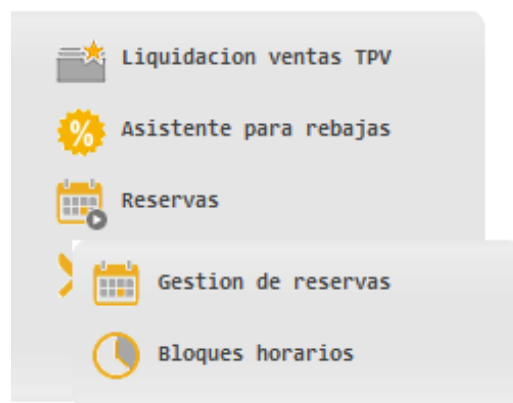 Liquidacion ventas TPV
%
Asistente para rebajas
Reservas
Gestion de reservas
Bloques horarios